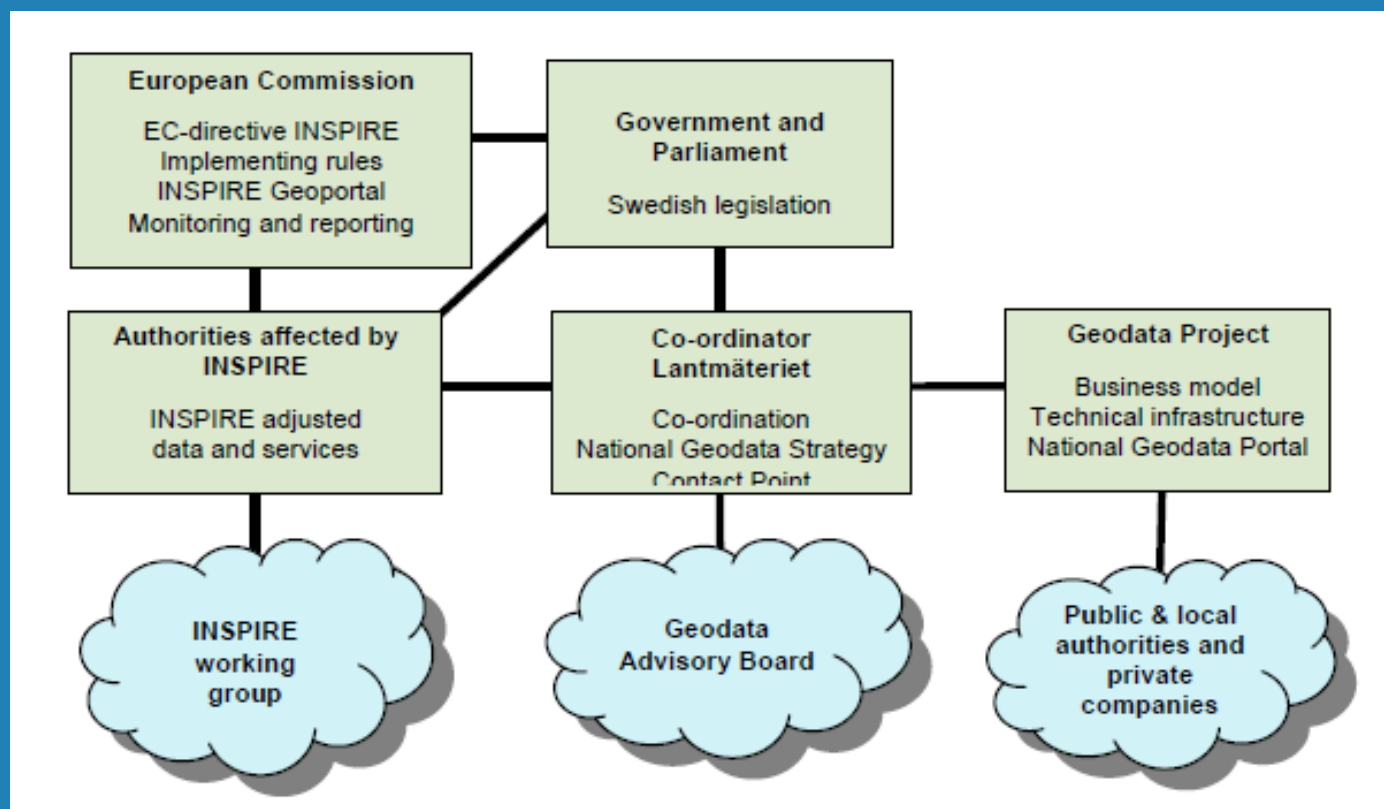 European Commission
EC-directive INSPIRE
Implementing rules
INSPIRE Geoportal
Monitoring and reporting
Government and
Parliament
Swedish legislation
Authorities affected by
INSPIRE
INSPIRE adjusted
data and services
Co-ordinator
Lantmäteriet
Co-ordination
National Geodata Strategy
Contact Point
Geodata Project
Business model
Technical infrastructure
National Geodata Portal
INSPIRE
working
group
Geodata
Advisory Board
Public & local
authorities and
private
companies